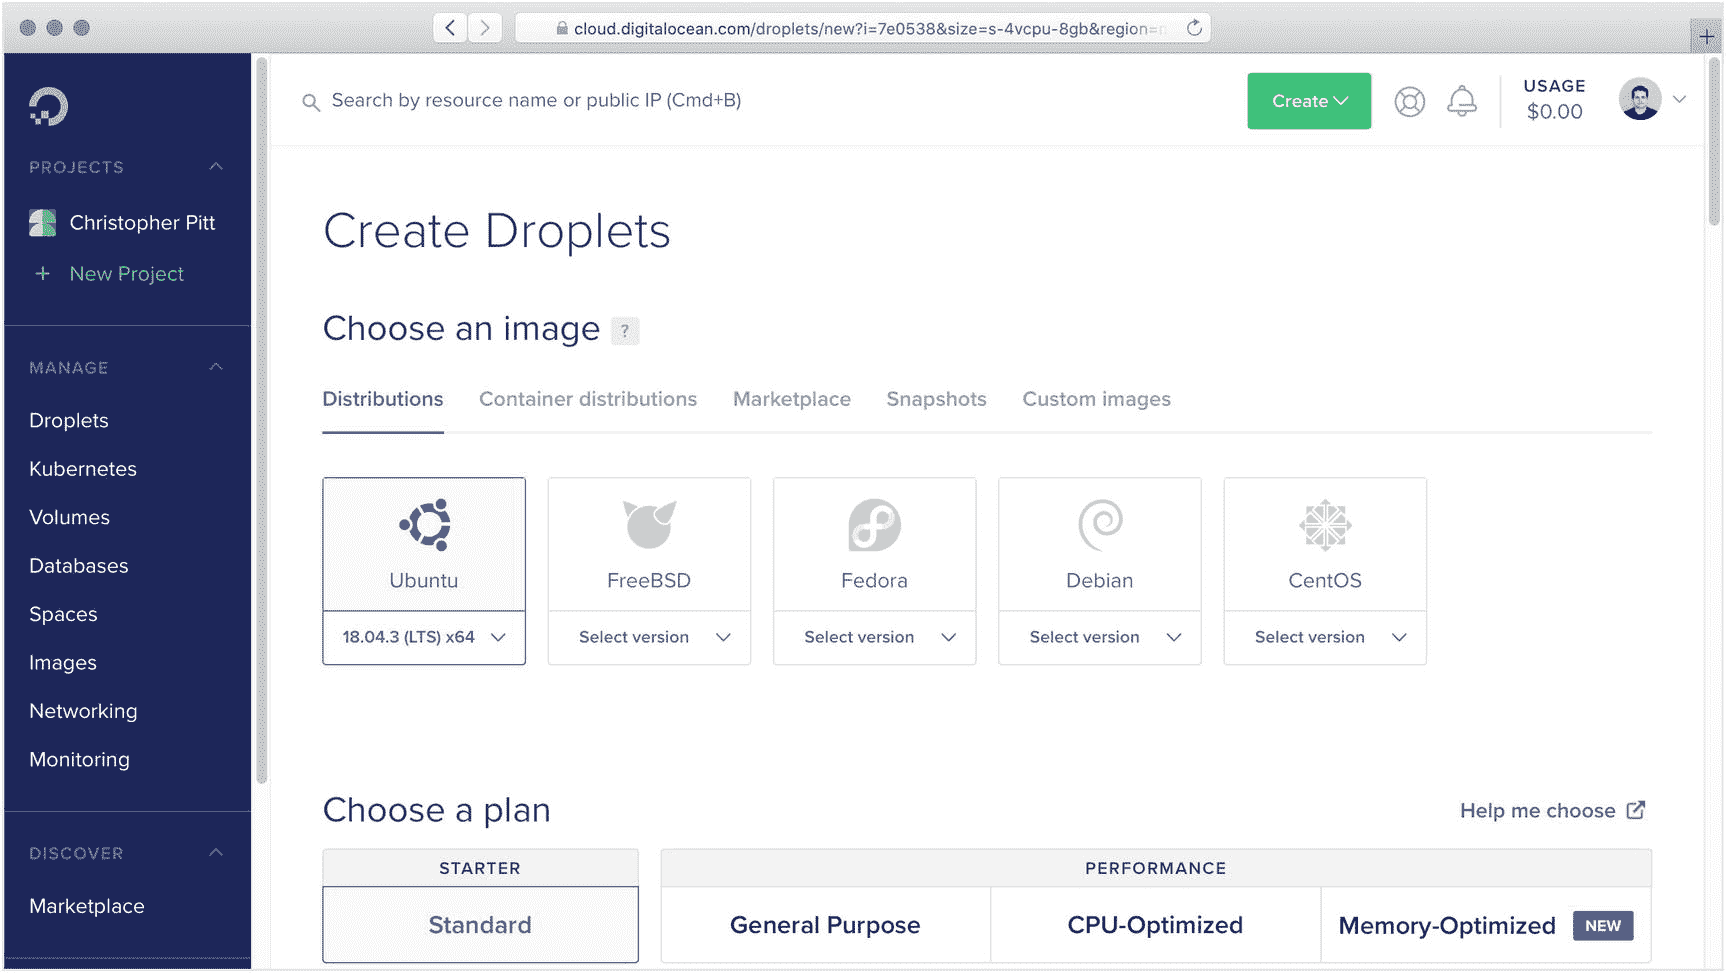 cloud.digitalocean.com/droplets/new?i=7e0538&size=s-4vcpu-8gb&region=
Search by resource name or public IP (Cmd+B)
Create
USAGE
$0.00
PROJECTS
Christopher Pitt
+ New Project
MANAGE
Droplets
Kubernetes
Volumes
Databases
Spaces
Images
Networking
Monitoring
DISCOVER
Marketplace
Create Droplets
Choose an image ?
Distributions Container distributions Marketplace Snapshots Custom images
Ubuntu FreeBSD Fedora Debian CentOS
18.04.3 (LTS) x64 Select version Select version Select version Select version
Choose a plan Help me choose
STARTER PERFORMANCE
Standard General Purpose CPU-Optimized Memory-Optimized NEW